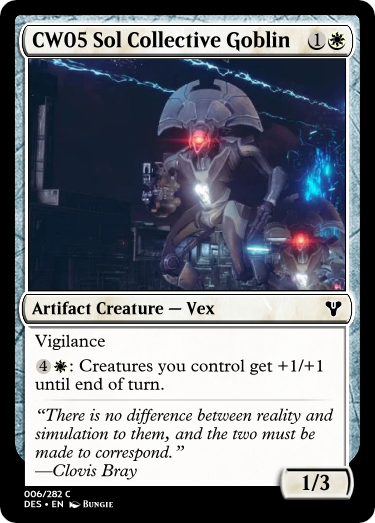 CW05 Sol Collective Goblin 1
Artifact Creature — Vex
Vigilance
4 : Creatures you control get +1/+1
until end of turn.
“There is no difference between reality and
simulation to them, and the two must be
made to correspond.”
—Clovis Bray
1/3
006/282 C
DES • EN Bungie